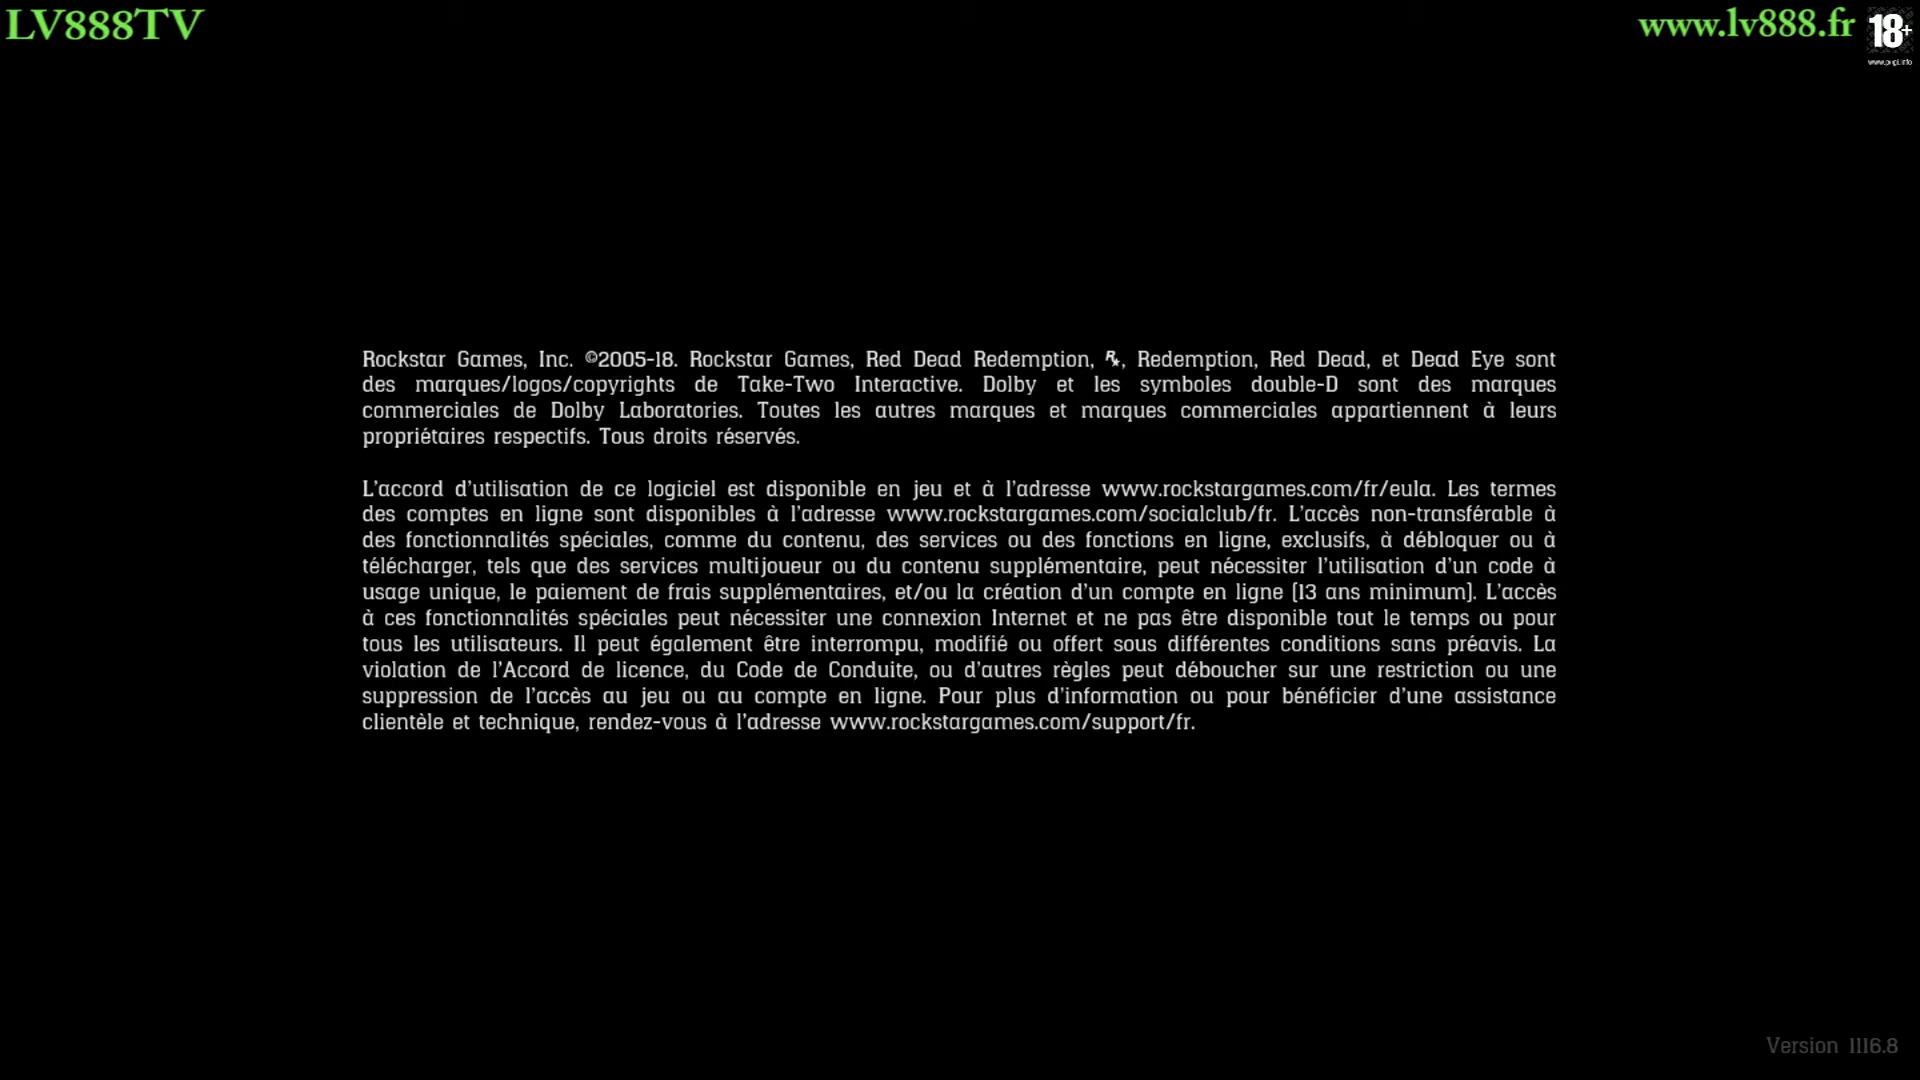 LV888TV
www.lv888.fr
18+
www.pegi.info
Rockstar Games, Inc. ©2005-18. Rockstar Games, Red Dead Redemption, R★, Redemption, Red Dead, et Dead Eye sont
des marques/logos/copyrights de Take-Two Interactive. Dolby et les symboles double-D sont des marques
commerciales de Dolby Laboratories. Toutes les autres marques et marques commerciales appartiennent à leurs
propriétaires respectifs. Tous droits réservés.
L'accord d'utilisation de ce logiciel est disponible en jeu et à l'adresse www.rockstargames.com/fr/eula. Les termes
des comptes en ligne sont disponibles à l'adresse www.rockstargames.com/socialclub/fr. L'accès non-transférable à
des fonctionnalités spéciales, comme du contenu, des services ou des fonctions en ligne, exclusifs, à débloquer ou à
télécharger, tels que des services multijoueur ou du contenu supplémentaire, peut nécessiter l'utilisation d'un code à
usage unique, le paiement de frais supplémentaires, et/ou la création d'un compte en ligne (13 ans minimum). L'accès
à ces fonctionnalités spéciales peut nécessiter une connexion Internet et ne pas être disponible tout le temps ou pour
tous les utilisateurs. Il peut également être interrompu, modifié ou offert sous différentes conditions sans préavis. La
violation de l'Accord de licence, du Code de Conduite, ou d'autres règles peut déboucher sur une restriction ou une
suppression de l'accès au jeu ou au compte en ligne. Pour plus d'information ou pour bénéficier d'une assistance
clientèle et technique, rendez-vous à l'adresse www.rockstargames.com/support/fr.
Version 1116.8